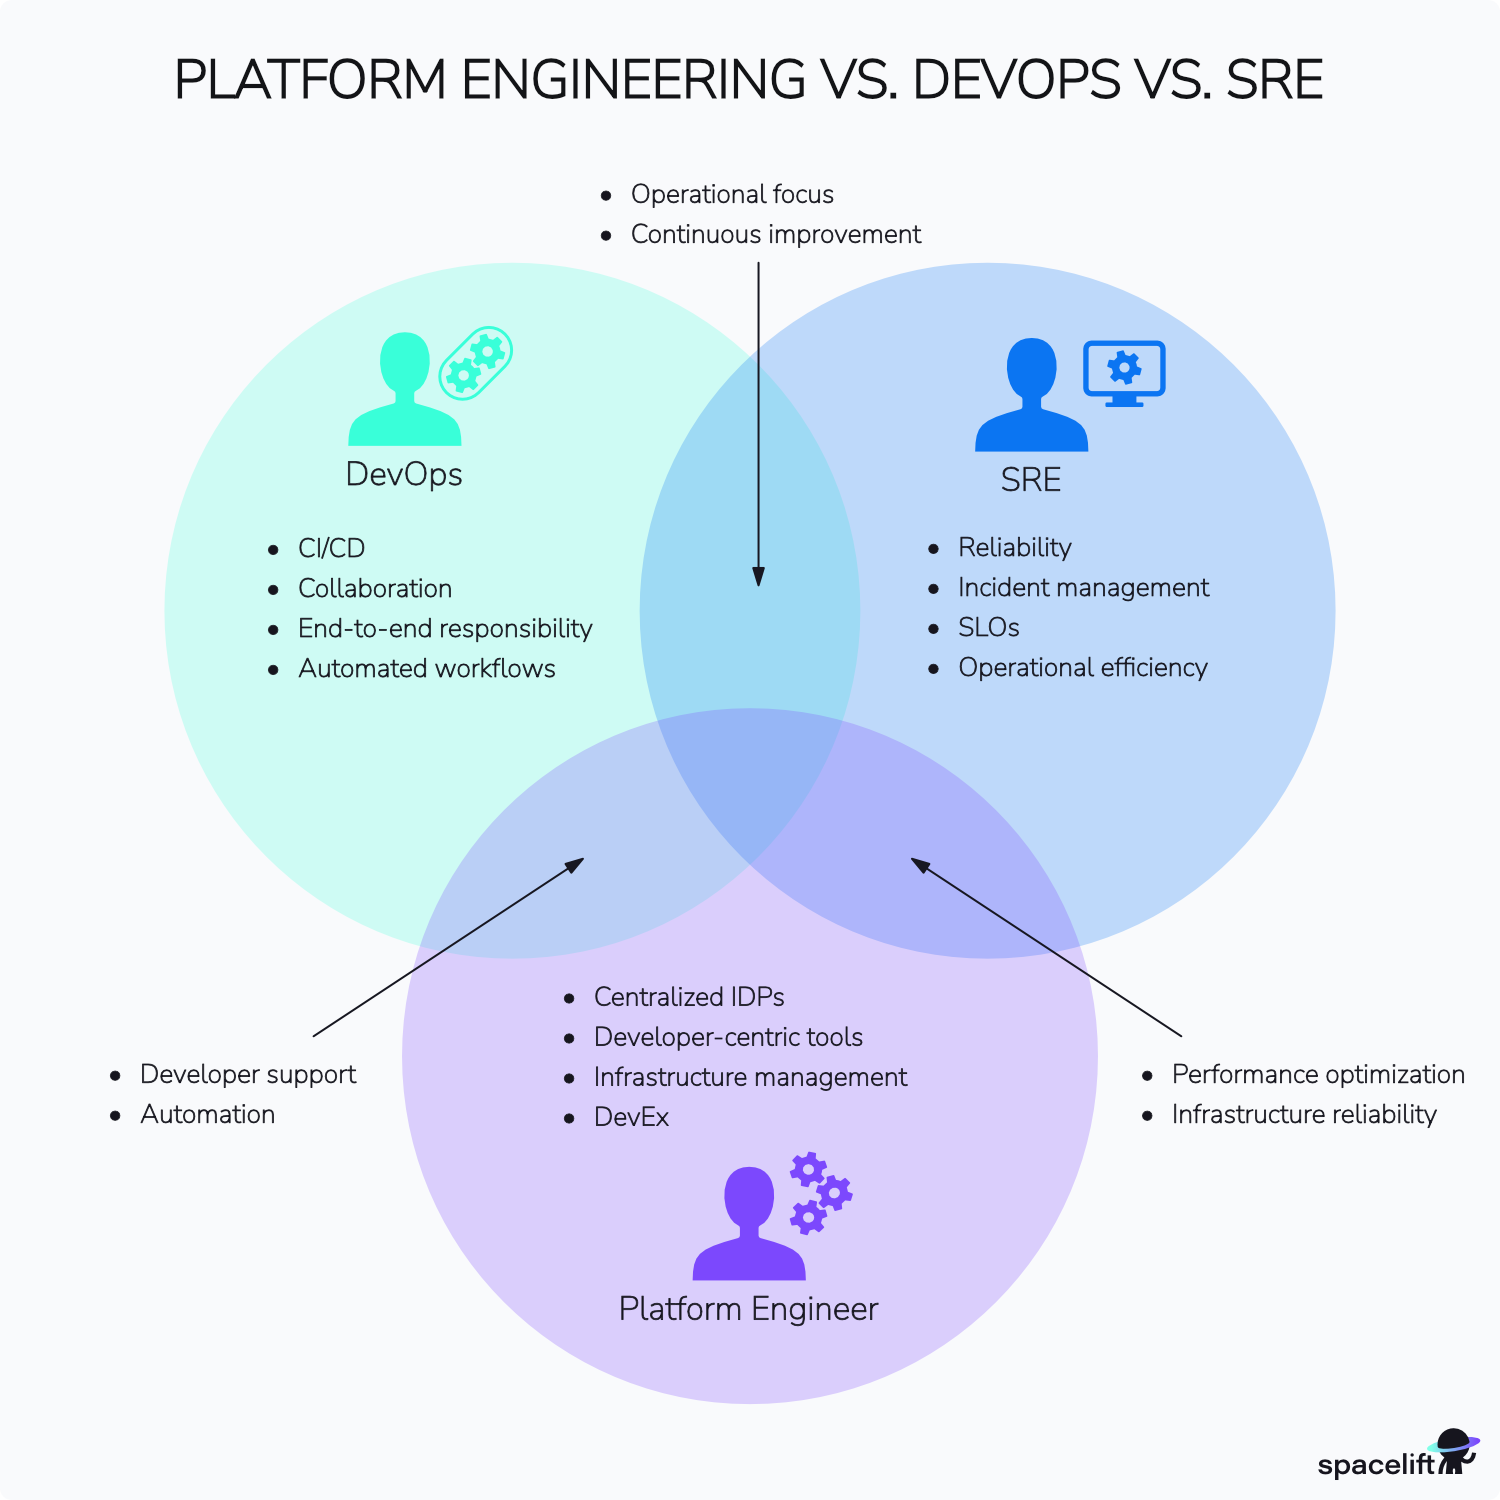 PLATFORM ENGINEERING VS. DEVOPS VS. SRE
• Operational focus
• Continuous improvement
DevOps
• CI/CD
• Collaboration
• End-to-end responsibility
• Automated workflows
SRE
• Reliability
• Incident management
• SLOs
• Operational efficiency
• Developer support
• Automation
• Centralized IDPs
• Developer-centric tools
• Infrastructure management
• DevEx
Platform Engineer
• Performance optimization
• Infrastructure reliability
spacelift